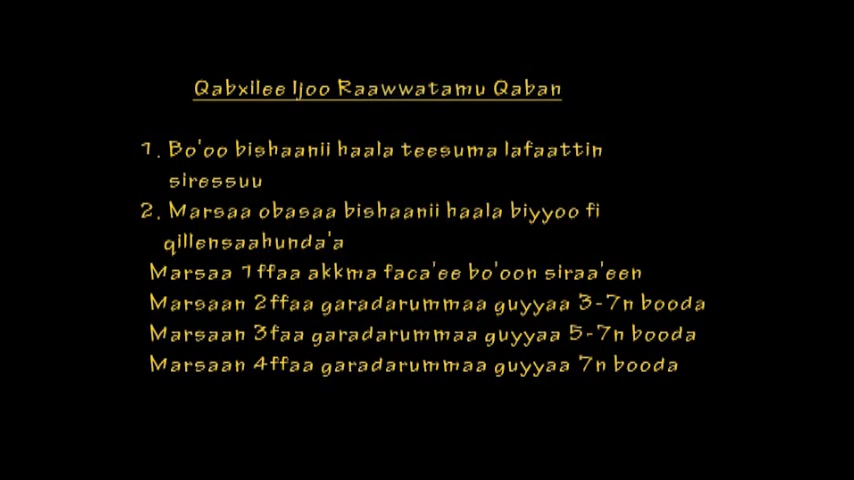 Qabxilee Ijoo Raawwatamu Qaban
1. Bo'oo bishaanii haala teesuma lafaattin
siressuu
2. Marsaa obasaa bishaanii haala biyyoo fi
qillensaahunda'a
Marsaa 1ffaa akkma faca'ee bo'oon siraa'een
Marsaan 2ffaa garadarummaa guyyaa 3-7n booda
Marsaan 3faa garadarummaa guyyaa 5-7n booda
Marsaan 4ffaa garadarummaa guyyaa 7n booda